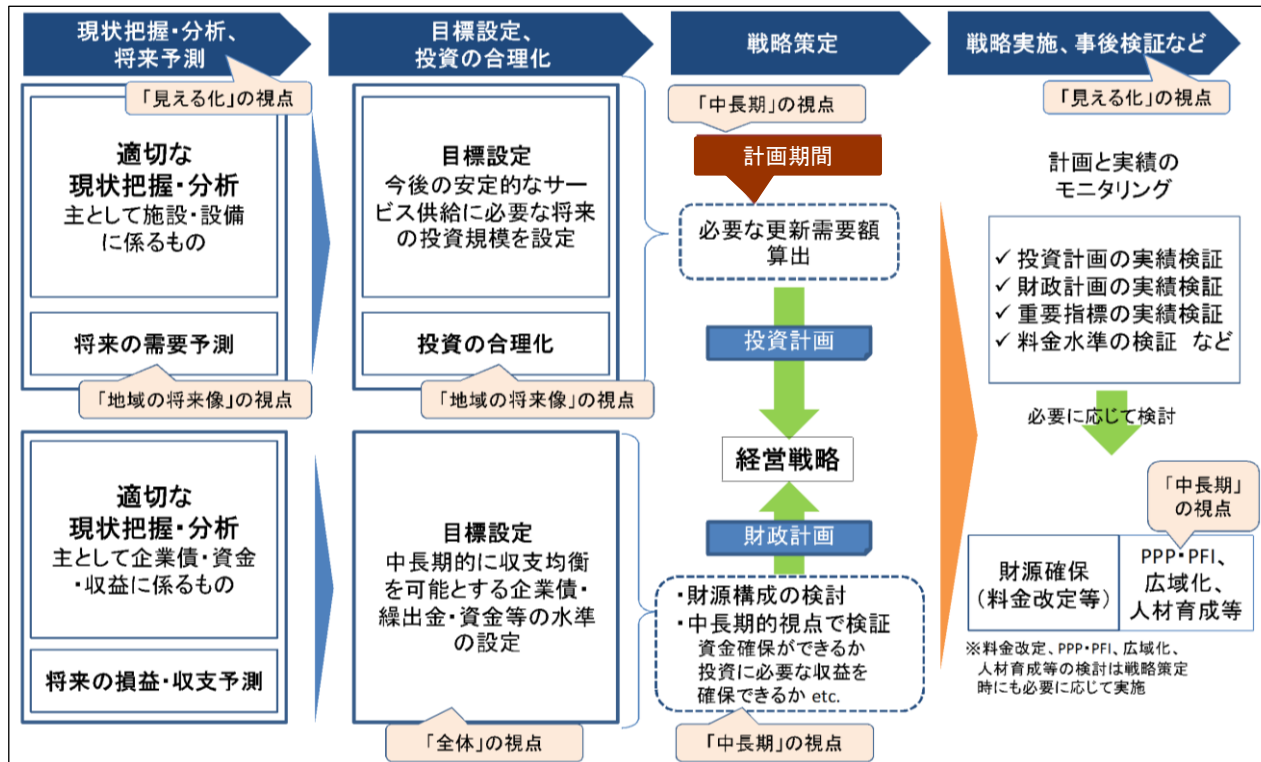 現状把握・分析、
将来予測
目標設定、
投資の合理化
戦略策定
戦略実施、事後検証など
「見える化」の視点
適切な
現状把握・分析
主として施設・設備
に係るもの
将来の需要予測
「地域の将来像」の視点
適切な
現状把握・分析
主として企業債・資金
・収益に係るもの
将来の損益・収支予測
目標設定
今後の安定的なサー
ビス供給に必要な将来
の投資規模を設定
投資の合理化
「地域の将来像」の視点
目標設定
中長期的に収支均衡
を可能とする企業債・
繰出金・資金等の水準
の設定
「全体」の視点
「中長期」の視点
計画期間
必要な更新需要額
算出
投資計画
経営戦略
財政計画
・財源構成の検討
・中長期的視点で検証
資金確保ができるか
投資に必要な収益を
確保できるか etc.
「中長期」の視点
「見える化」の視点
計画と実績の
モニタリング
✓ 投資計画の実績検証
✓ 財政計画の実績検証
✓ 重要指標の実績検証
✓ 料金水準の検証 など
必要に応じて検討
「中長期」
の視点
財源確保
（料金改定等）
PPP・PFI、
広域化、
人材育成等
※料金改定、PPP・PFI、広域化、
人材育成等の検討は戦略策定
時にも必要に応じて実施